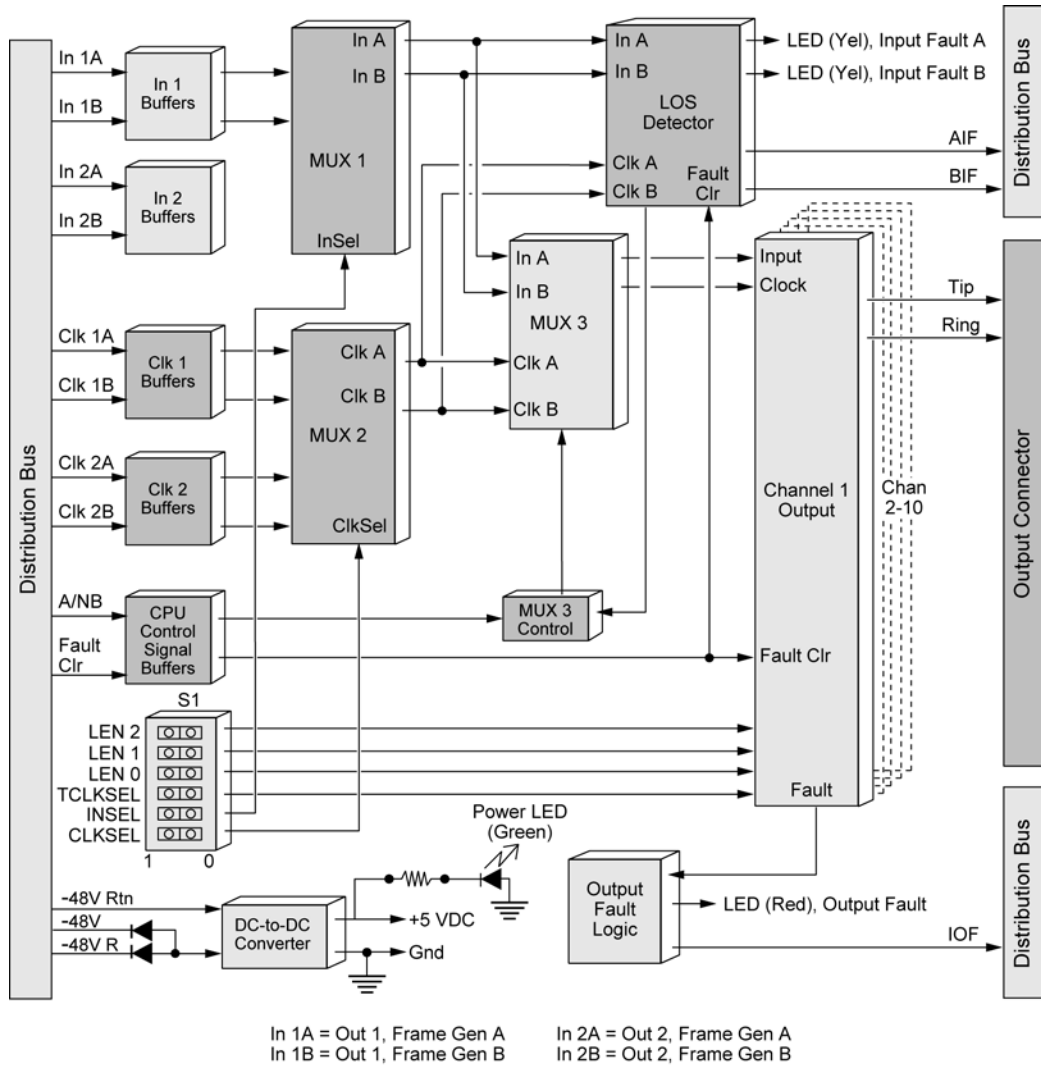 Distribution Bus
In 1A
In 1B
In 1
Buffers
In 2A
In 2B
In 2
Buffers
In A
In B
MUX 1
InSel
In A
In B
LOS
Detector
Clk A
Clk B
Fault
Clr
LED (Yel), Input Fault A
LED (Yel), Input Fault B
AIF
BIF
Distribution Bus
Clk 1A
Clk 1B
Clk 1
Buffers
Clk 2A
Clk 2B
Clk 2
Buffers
Clk A
Clk B
MUX 2
ClkSel
In A
In B
MUX 3
Clk A
Clk B
Input
Clock
Channel 1
Output
Fault Clr
Fault
Chan
2-10
Tip
Ring
Output Connector
A/NB
Fault
Clr
CPU
Control
Signal
Buffers
MUX 3
Control
S1
LEN 2
LEN 1
LEN 0
TCLKSEL
INSEL
CLKSEL
1 0
-48V Rtn
-48V
-48V R
DC-to-DC
Converter
Power LED
(Green)
+5 VDC
Gnd
Output
Fault
Logic
LED (Red), Output Fault
IOF
Distribution Bus
In 1A = Out 1, Frame Gen A
In 2A = Out 2, Frame Gen A
In 1B = Out 1, Frame Gen B
In 2B = Out 2, Frame Gen B